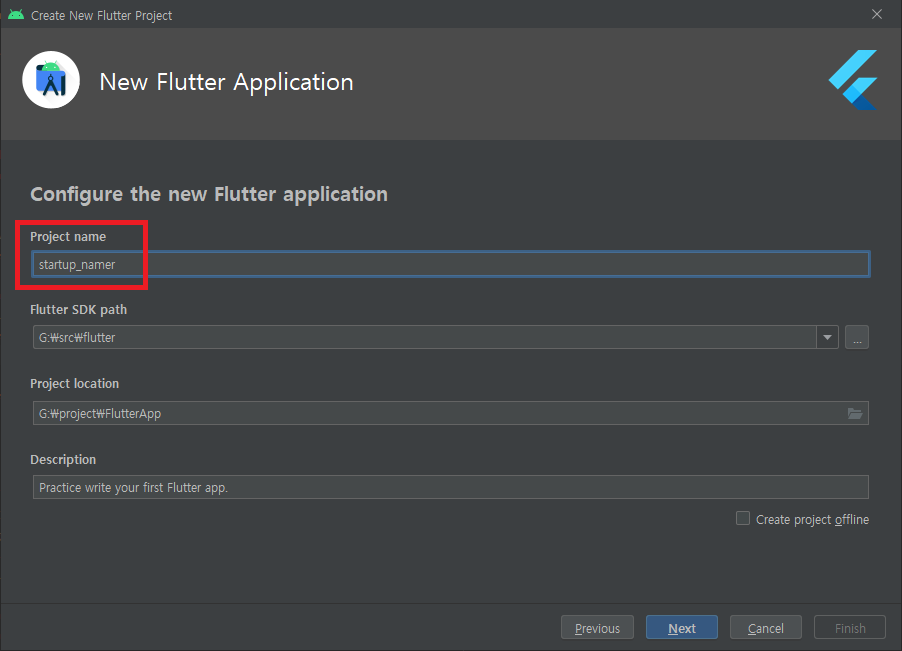 Create New Flutter Project
New Flutter Application
Configure the new Flutter application
Project name
startup_namer
Flutter SDK path
G:₩src₩flutter
...
Project location
G:₩project₩FlutterApp
Description
Practice write your first Flutter app.
Create project offline
Previous Next Cancel Finish